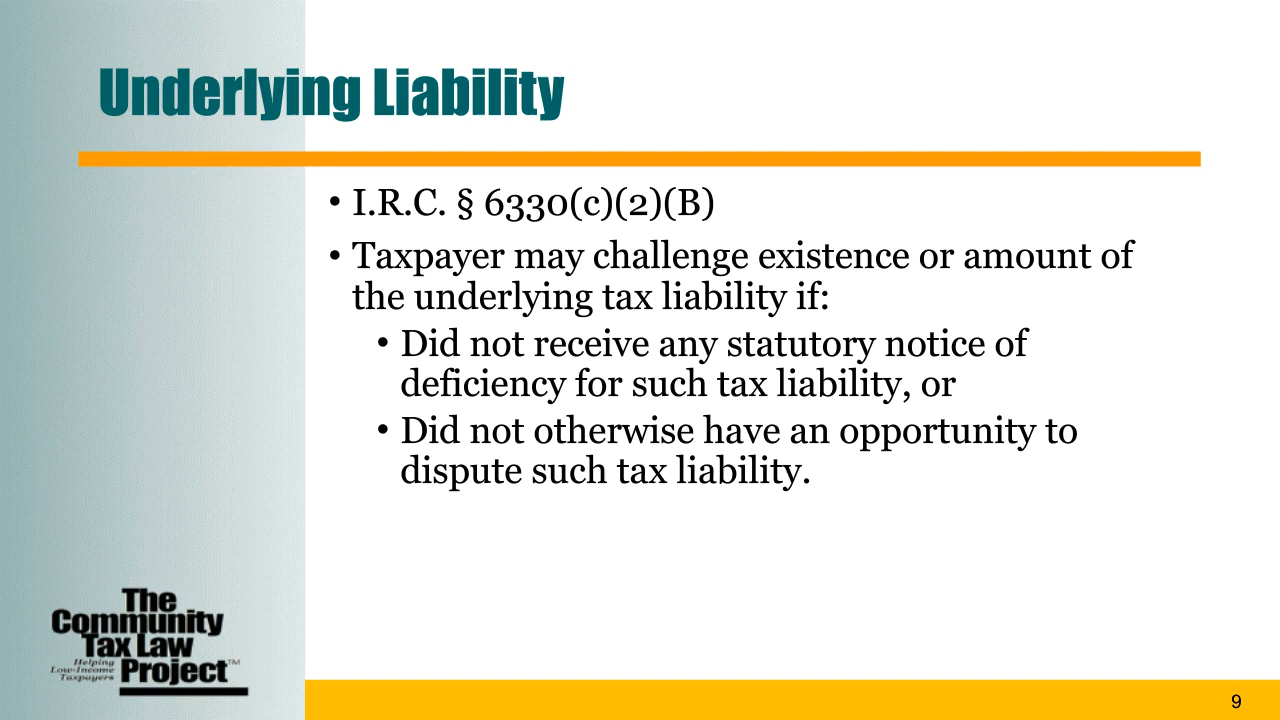 Underlying Liability
• I.R.C. § 6330(c)(2)(B)
• Taxpayer may challenge existence or amount of
the underlying tax liability if:
• Did not receive any statutory notice of
deficiency for such tax liability, or
• Did not otherwise have an opportunity to
dispute such tax liability.
The
Community
Tax Law
Helping
Low-Income
Taxpayers
Project™
9